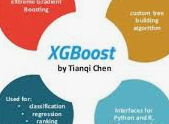 extreme Gradient
Boosting
custom tree
building
algorithm
XGBoost
by Tianqi Chen
Used for:
• classification
• regression
• ranking
Interfaces for
Python and R,